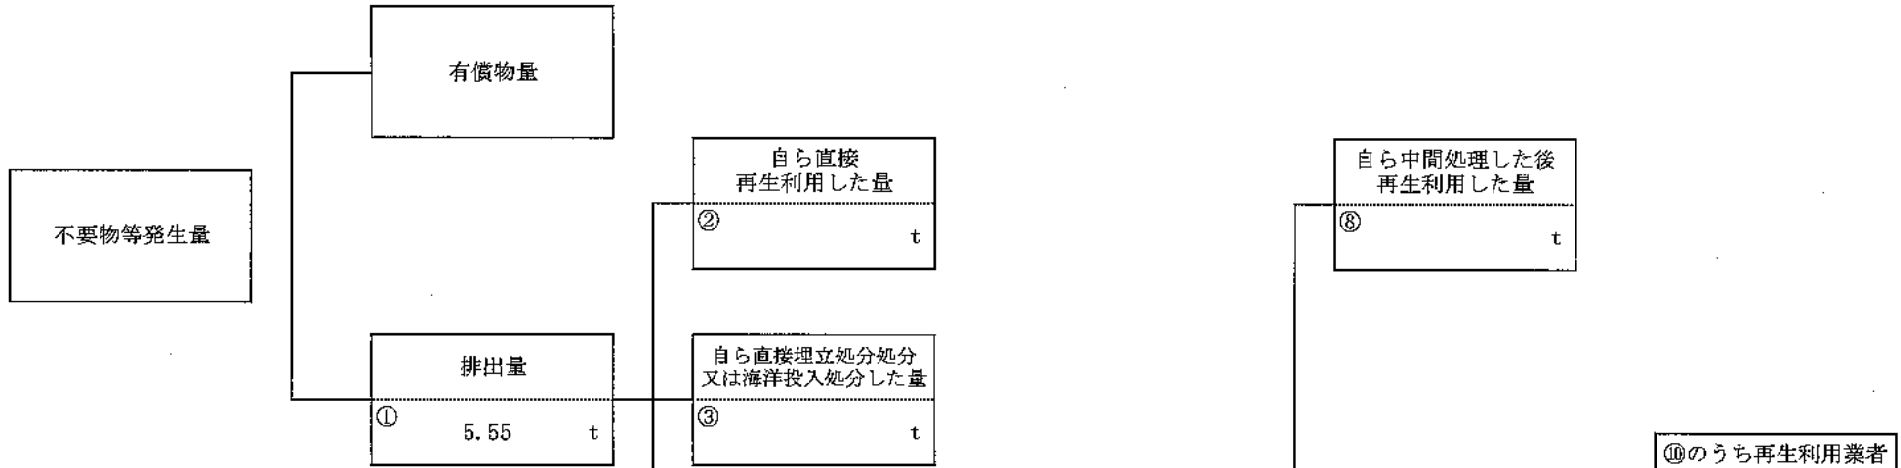 有償物量
自ら直接
再生利用した量
②
t
自ら中間処理した後
再生利用した量
⑧
t
不要物等発生量
排出量
①
5.55 t
自ら直接埋立処分処分
又は海洋投入処分した量
③
t
⑩のうち再生利用業者